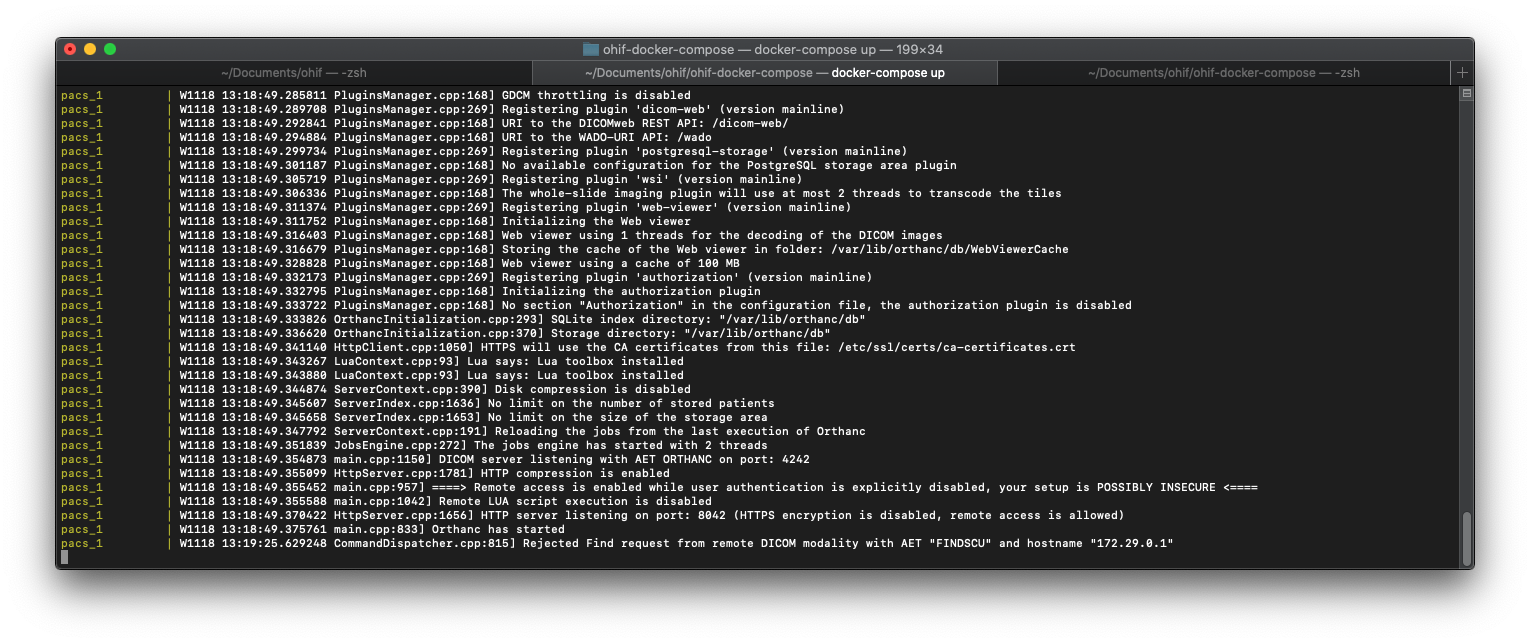 ohif-docker-compose — docker-compose up — 199×34
~/Documents/ohif — -zsh
~/Documents/ohif/ohif-docker-compose — docker-compose up
~/Documents/ohif/ohif-docker-compose — -zsh
pacs_1 | W1118 13:18:49.285811 PluginsManager.cpp:168] GDCM throttling is disabled
pacs_1 | W1118 13:18:49.289708 PluginsManager.cpp:269] Registering plugin 'dicom-web' (version mainline)
pacs_1 | W1118 13:18:49.292841 PluginsManager.cpp:168] URI to the DICOMweb REST API: /dicom-web/
pacs_1 | W1118 13:18:49.294884 PluginsManager.cpp:168] URI to the WADO-URI API: /wado
pacs_1 | W1118 13:18:49.299734 PluginsManager.cpp:269] Registering plugin 'postgresql-storage' (version mainline)
pacs_1 | W1118 13:18:49.301187 PluginsManager.cpp:168] No available configuration for the PostgreSQL storage area plugin
pacs_1 | W1118 13:18:49.305719 PluginsManager.cpp:269] Registering plugin 'wsi' (version mainline)
pacs_1 | W1118 13:18:49.306336 PluginsManager.cpp:168] The whole-slide imaging plugin will use at most 2 threads to transcode the tiles
pacs_1 | W1118 13:18:49.311374 PluginsManager.cpp:269] Registering plugin 'web-viewer' (version mainline)
pacs_1 | W1118 13:18:49.311752 PluginsManager.cpp:168] Initializing the Web viewer
pacs_1 | W1118 13:18:49.316403 PluginsManager.cpp:168] Web viewer using 1 threads for the decoding of the DICOM images
pacs_1 | W1118 13:18:49.316679 PluginsManager.cpp:168] Storing the cache of the Web viewer in folder: /var/lib/orthanc/db/WebViewerCache
pacs_1 | W1118 13:18:49.328828 PluginsManager.cpp:168] Web viewer using a cache of 100 MB
pacs_1 | W1118 13:18:49.332173 PluginsManager.cpp:269] Registering plugin 'authorization' (version mainline)
pacs_1 | W1118 13:18:49.332795 PluginsManager.cpp:168] Initializing the authorization plugin
pacs_1 | W1118 13:18:49.333722 PluginsManager.cpp:168] No section "Authorization" in the configuration file, the authorization plugin is disabled
pacs_1 | W1118 13:18:49.333826 OrthancInitialization.cpp:293] SQLite index directory: "/var/lib/orthanc/db"
pacs_1 | W1118 13:18:49.336620 OrthancInitialization.cpp:370] Storage directory: "/var/lib/orthanc/db"
pacs_1 | W1118 13:18:49.341140 HttpClient.cpp:1050] HTTPS will use the CA certificates from this file: /etc/ssl/certs/ca-certificates.crt
pacs_1 | W1118 13:18:49.343267 LuaContext.cpp:93] Lua says: Lua toolbox installed
pacs_1 | W1118 13:18:49.343880 LuaContext.cpp:93] Lua says: Lua toolbox installed
pacs_1 | W1118 13:18:49.344874 ServerContext.cpp:390] Disk compression is disabled
pacs_1 | W1118 13:18:49.345607 ServerIndex.cpp:1636] No limit on the number of stored patients
pacs_1 | W1118 13:18:49.345658 ServerIndex.cpp:1653] No limit on the size of the storage area
pacs_1 | W1118 13:18:49.347792 ServerContext.cpp:191] Reloading the jobs from the last execution of Orthanc
pacs_1 | W1118 13:18:49.351839 JobsEngine.cpp:272] The jobs engine has started with 2 threads
pacs_1 | W1118 13:18:49.354873 main.cpp:1150] DICOM server listening with AET ORTHANC on port: 4242
pacs_1 | W1118 13:18:49.355099 HttpServer.cpp:1781] HTTP compression is enabled
pacs_1 | W1118 13:18:49.355452 main.cpp:957] ====> Remote access is enabled while user authentication is explicitly disabled, your setup is POSSIBLY INSECURE <====
pacs_1 | W1118 13:18:49.355588 main.cpp:1042] Remote LUA script execution is disabled
pacs_1 | W1118 13:18:49.370422 HttpServer.cpp:1656] HTTP server listening on port: 8042 (HTTPS encryption is disabled, remote access is allowed)
pacs_1 | W1118 13:18:49.375761 main.cpp:833] Orthanc has started
pacs_1 | W1118 13:19:25.629248 CommandDispatcher.cpp:815] Rejected Find request from remote DICOM modality with AET "FINDSCU" and hostname "172.29.0.1"